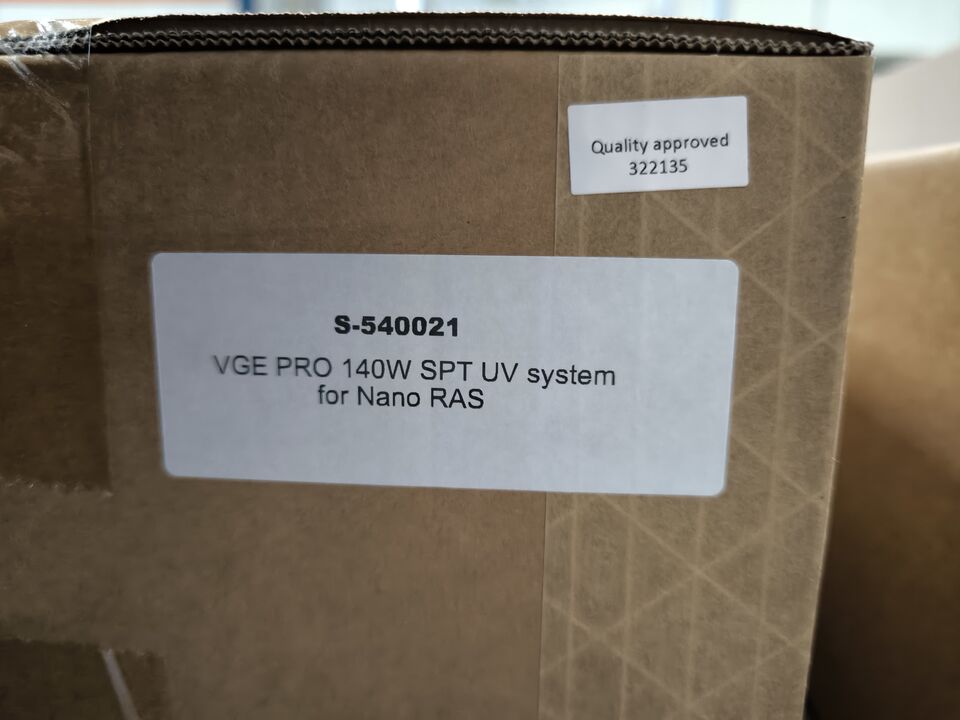 Quality approved
322135
S-540021
VGE PRO 140W SPT UV system
for Nano RAS